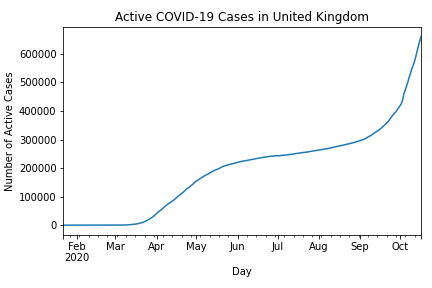 Active COVID-19 Cases in United Kingdom
600000
500000
400000
300000
200000
100000
0
Number of Active Cases
Feb Mar Apr May Jun Jul Aug Sep Oct
2020
Day